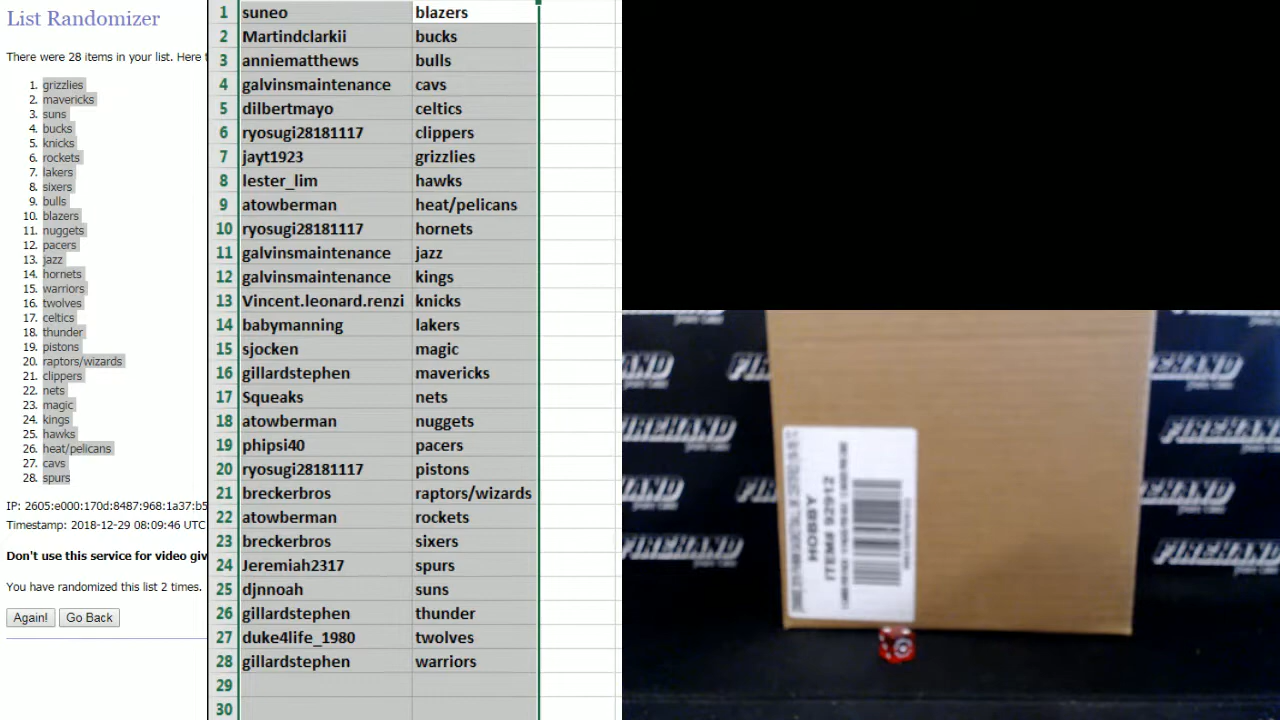 List Randomizer
There were 28 items in your list. Here
1. grizzlies
2. mavericks
3. suns
4. bucks
5. knicks
6. rockets
7. lakers
8. sixers
9. bulls
10. blazers
11. nuggets
12. pacers
13. jazz
14. hornets
15. warriors
16. twolves
17. celtics
18. thunder
19. pistons
20. raptors/wizards
21. clippers
22. nets
23. magic
24. kings
25. hawks
26. heat/pelicans
27. cavs
28. spurs
IP: 2605:e000:170d:8487:968:1a37:b5
Timestamp: 2018-12-29 08:09:46 UTC
Don't use this service for video giv
You have randomized this list 2 times.
Again! Go Back
1 suneo blazers
2 Martindclarkii bucks
3 anniematthews bulls
4 galvinsmaintenance cavs
5 dilbertmayo celtics
6 ryosugi28181117 clippers
7 jayt1923 grizzlies
8 lester_lim hawks
9 atowberman heat/pelicans
10 ryosugi28181117 hornets
11 galvinsmaintenance jazz
12 galvinsmaintenance kings
13 Vincent.leonard.renzi knicks
14 babymanning lakers
15 sjocken magic
16 gillardstephen mavericks
17 Squeaks nets
18 atowberman nuggets
19 phipsi40 pacers
20 ryosugi28181117 pistons
21 breckerbros raptors/wizards
22 atowberman rockets
23 breckerbros sixers
24 Jeremiah2317 spurs
25 djnnoah suns
26 gillardstephen thunder
27 duke4life_1980 twolves
28 gillardstephen warriors
29
30
FIREHAND
FIREHAND
FIREHAND
FIREHAND
FIREHAND
HOBBY
ITEM# 92912